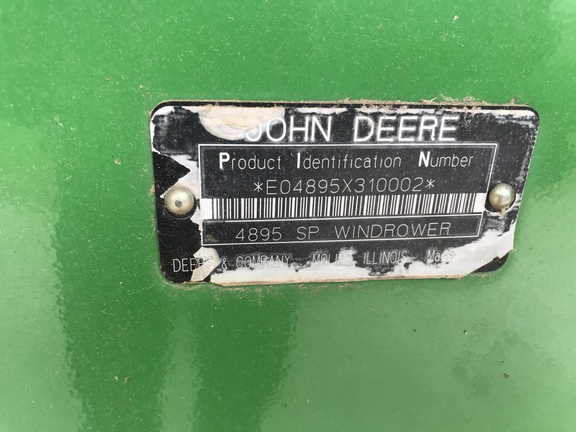 JOHN DEERE
Product Identification Number
*E04895X310002*
4895 SP WINDROWER
DEERE & COMPANY MOLINE ILLINOIS